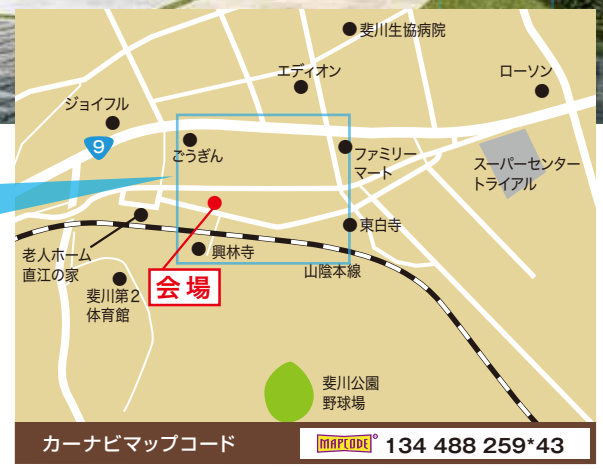 斐川生協病院
エディオン
ローソン
ジョイフル
9
ごうぎん
ファミリー
マート
スーパーセンター
トライアル
東白寺
老人ホーム
直江の家
興林寺
山陰本線
会場
斐川第2
体育館
斐川公園
野球場
カーナビマップコード
MAPCODE® 134 488 259*43